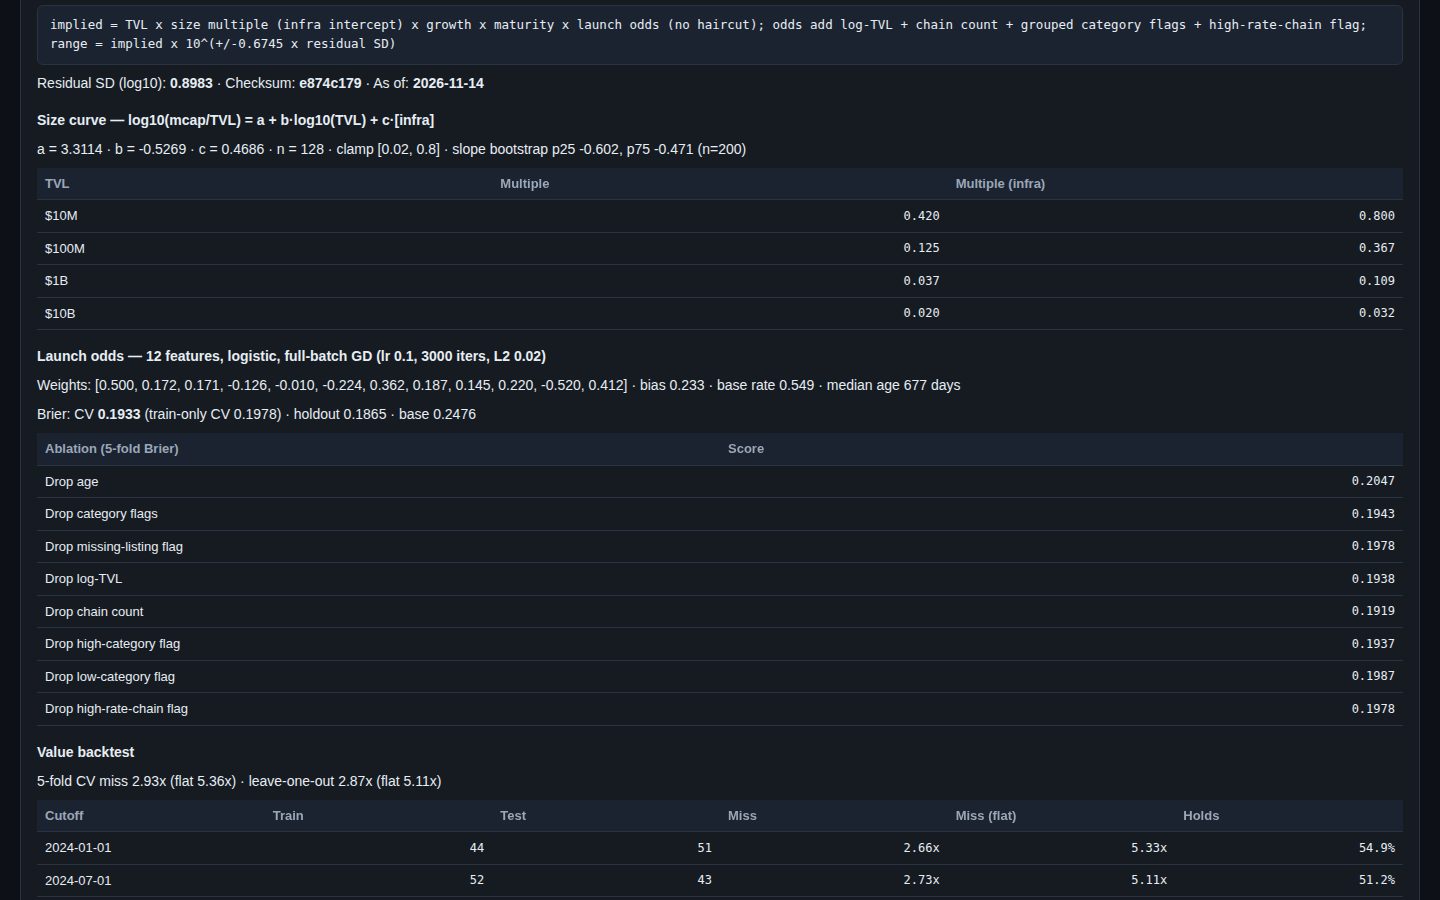 implied = TVL x size multiple (infra intercept) x growth x maturity x launch odds (no haircut); odds add log-TVL + chain count + grouped category flags + high-rate-chain flag;
range = implied x 10^(+/-0.6745 x residual SD)
Residual SD (log10): 0.8983 · Checksum: e874c179 · As of: 2026-11-14
Size curve — log10(mcap/TVL) = a + b·log10(TVL) + c·[infra]
a = 3.3114 · b = -0.5269 · c = 0.4686 · n = 128 · clamp [0.02, 0.8] · slope bootstrap p25 -0.602, p75 -0.471 (n=200)
TVL Multiple Multiple (infra)
$10M 0.420 0.800
$100M 0.125 0.367
$1B 0.037 0.109
$10B 0.020 0.032
Launch odds — 12 features, logistic, full-batch GD (lr 0.1, 3000 iters, L2 0.02)
Weights: [0.500, 0.172, 0.171, -0.126, -0.010, -0.224, 0.362, 0.187, 0.145, 0.220, -0.520, 0.412] · bias 0.233 · base rate 0.549 · median age 677 days
Brier: CV 0.1933 (train-only CV 0.1978) · holdout 0.1865 · base 0.2476
Ablation (5-fold Brier) Score
Drop age 0.2047
Drop category flags 0.1943
Drop missing-listing flag 0.1978
Drop log-TVL 0.1938
Drop chain count 0.1919
Drop high-category flag 0.1937
Drop low-category flag 0.1987
Drop high-rate-chain flag 0.1978
Value backtest
5-fold CV miss 2.93x (flat 5.36x) · leave-one-out 2.87x (flat 5.11x)
Cutoff Train Test Miss Miss (flat) Holds
2024-01-01 44 51 2.66x 5.33x 54.9%
2024-07-01 52 43 2.73x 5.11x 51.2%